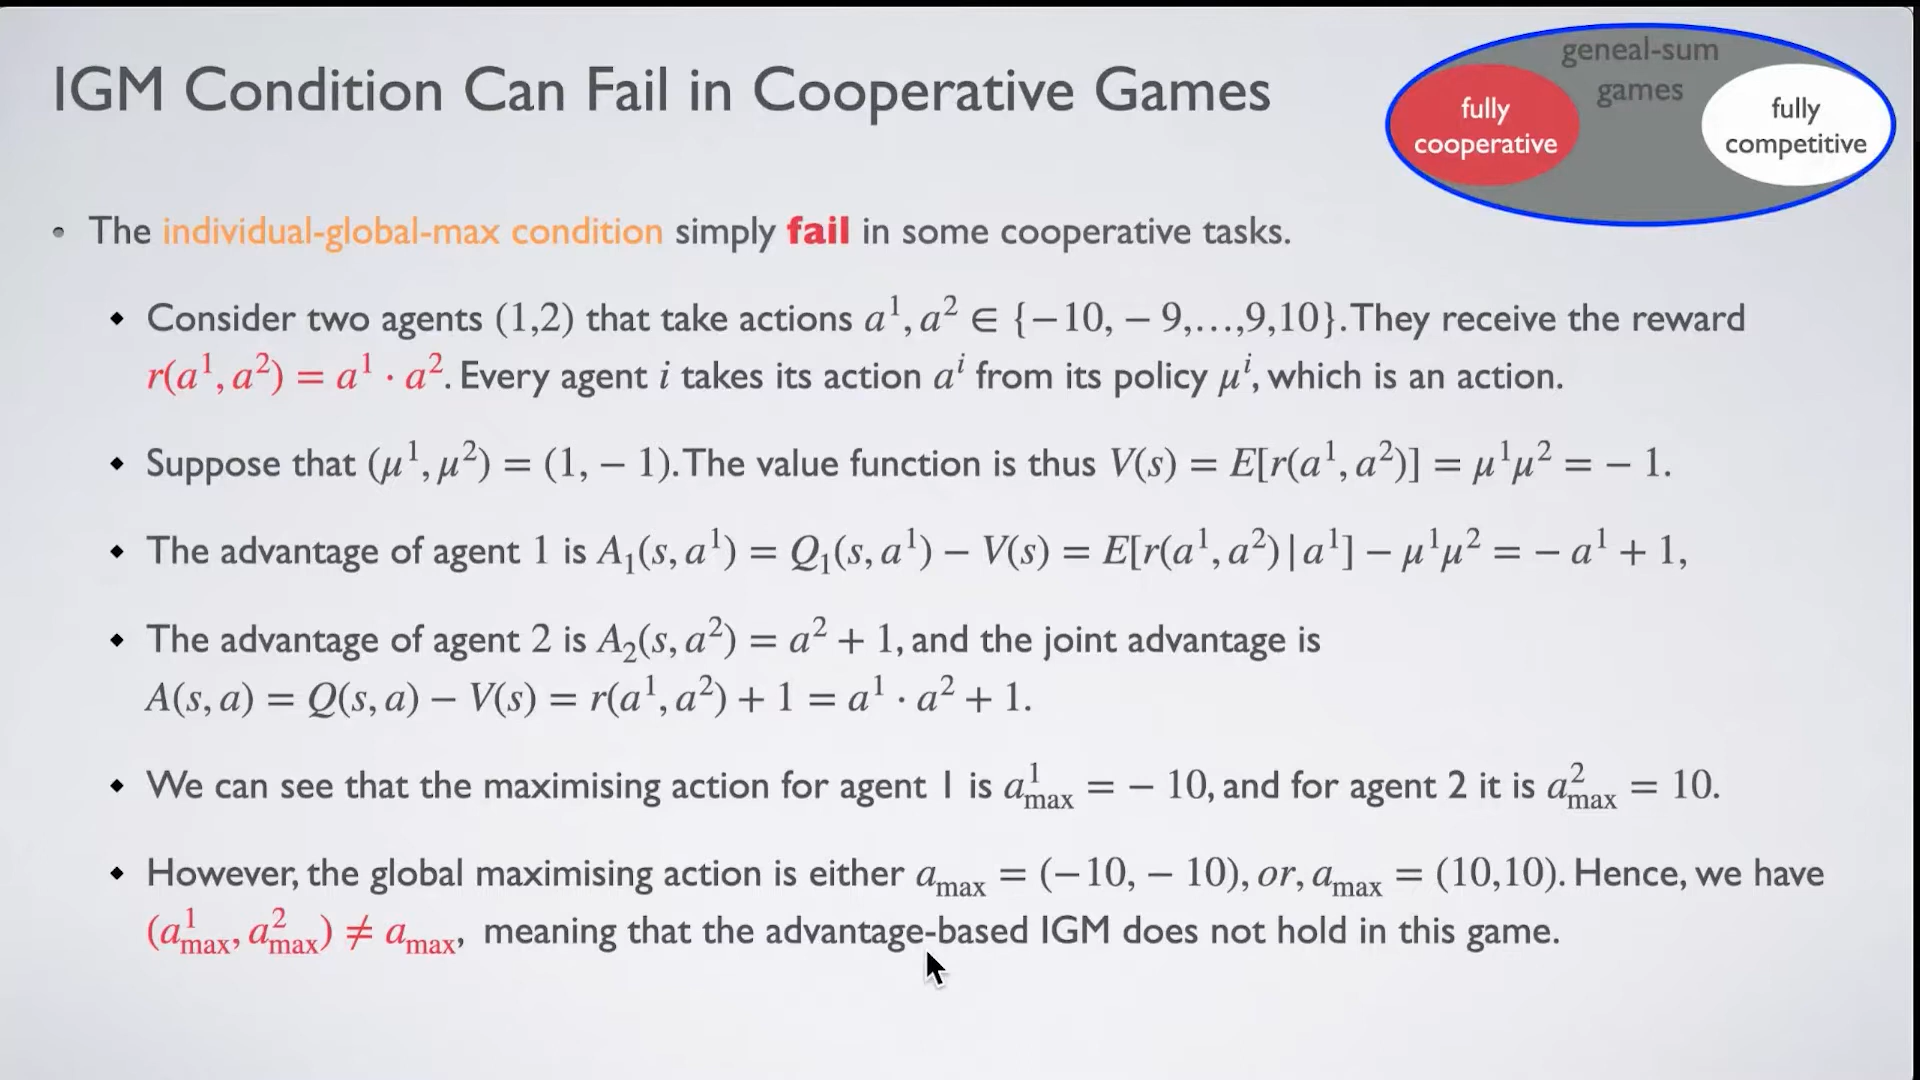 IGM Condition Can Fail in Cooperative Games
geneal-sum
games
fully
cooperative
fully
competitive
• The individual-global-max condition simply fail in some cooperative tasks.
◆ Consider two agents (1,2) that take actions a¹, a² ∈ {−10, − 9,…,9,10}. They receive the reward
r(a¹, a²) = a¹ · a². Every agent i takes its action aⁱ from its policy μⁱ, which is an action.
◆ Suppose that (μ¹, μ²) = (1, − 1). The value function is thus V(s) = E[r(a¹, a²)] = μ¹μ² = − 1.
◆ The advantage of agent 1 is A₁(s, a¹) = Q₁(s, a¹) − V(s) = E[r(a¹, a²) | a¹] − μ¹μ² = − a¹ + 1,
◆ The advantage of agent 2 is A₂(s, a²) = a² + 1, and the joint advantage is
A(s, a) = Q(s, a) − V(s) = r(a¹, a²) + 1 = a¹ · a² + 1.
◆ We can see that the maximising action for agent 1 is a¹_max = − 10, and for agent 2 it is a²_max = 10.
◆ However, the global maximising action is either a_max = (−10, − 10), or, a_max = (10,10). Hence, we have
(a¹_max, a²_max) ≠ a_max, meaning that the advantage-based IGM does not hold in this game.